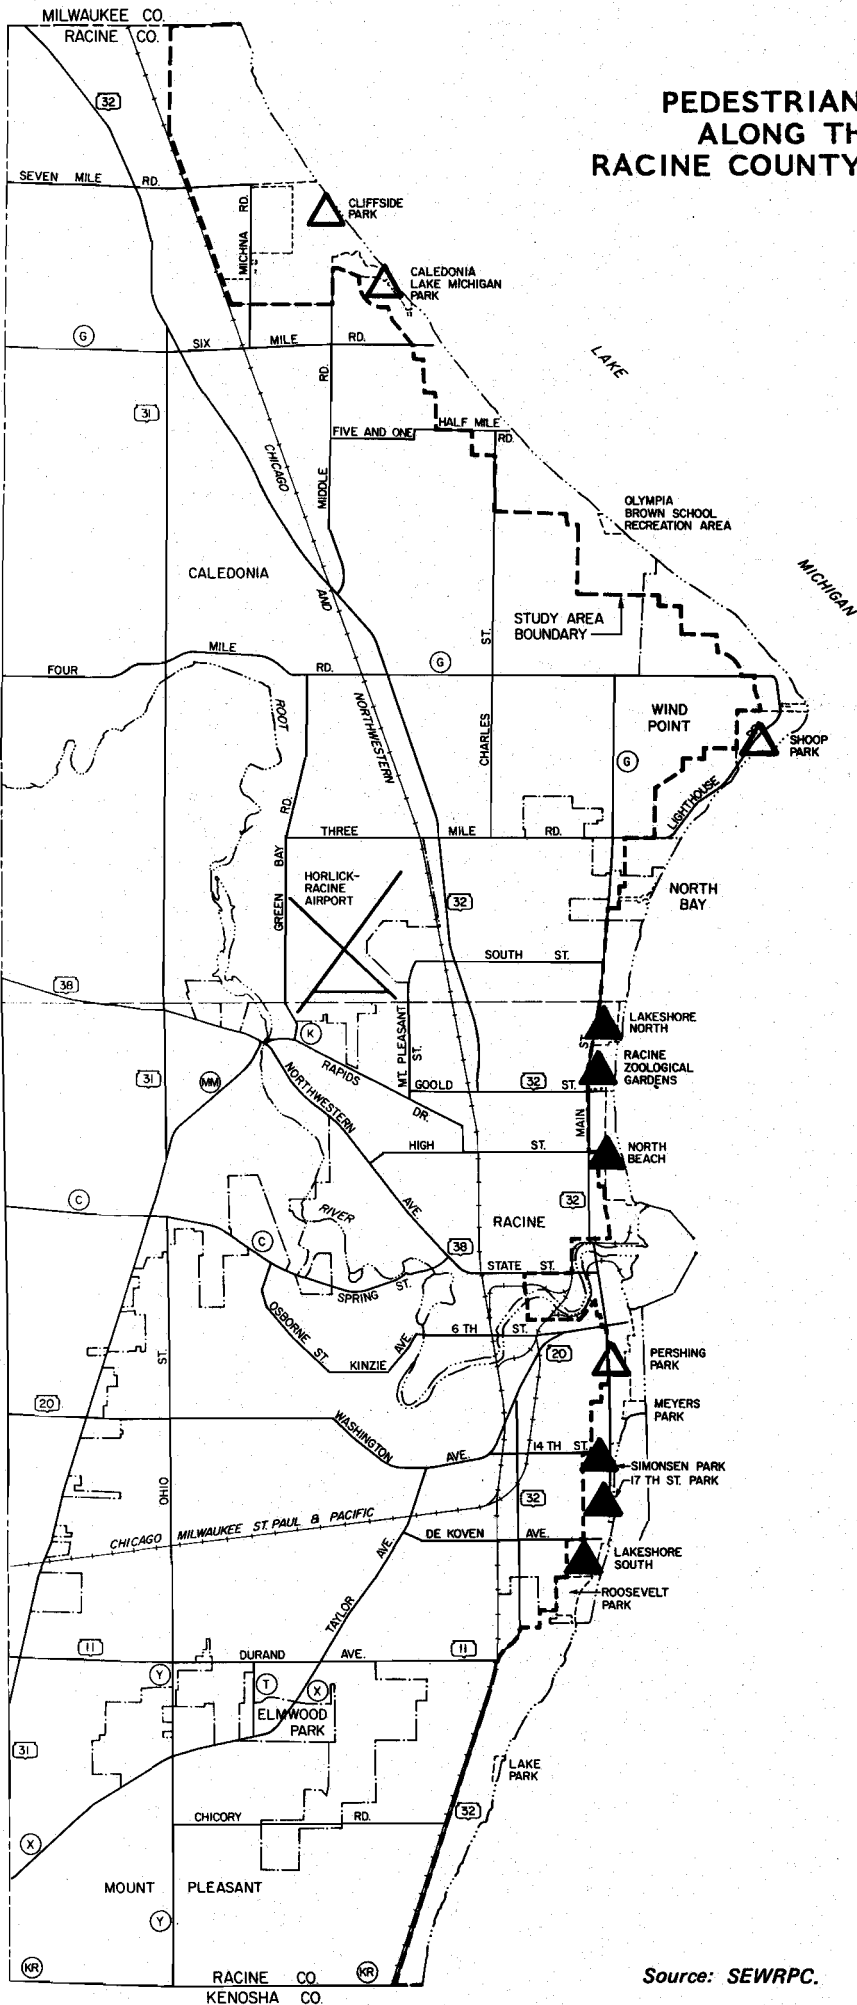 MILWAUKEE CO.
RACINE CO.
PEDESTRIAN
ALONG TH
RACINE COUNTY
32
SEVEN MILE RD.
MICHNA RD.
CLIFFSIDE
PARK
CALEDONIA
LAKE MICHIGAN
PARK
G
SIX MILE RD.
LAKE
31
MIDDLE RD.
FIVE AND ONE HALF MILE RD.
CHICAGO AND NORTHWESTERN
OLYMPIA
BROWN SCHOOL
RECREATION AREA
MICHIGAN
CALEDONIA
STUDY AREA
BOUNDARY
FOUR MILE RD.
G
ROOT
CHARLES ST.
WIND
POINT
G
SHOOP
PARK
LIGHTHOUSE RD.
THREE MILE RD.
GREEN BAY RD.
HORLICK-
RACINE
AIRPORT
32
NORTH
BAY
SOUTH ST.
38
LAKESHORE
NORTH
K
MT. PLEASANT ST.
RACINE
ZOOLOGICAL
GARDENS
31
MM
RAPIDS DR.
GOOLD 32 ST.
MAIN ST.
NORTHWESTERN AVE.
HIGH ST.
NORTH
BEACH
C
RIVER
32
RACINE
C
38
STATE ST.
SPRING ST.
OSBORNE ST.
6 TH ST.
KINZIE AVE.
20
PERSHING
PARK
20
MEYERS
PARK
WASHINGTON AVE.
14 TH ST.
SIMONSEN PARK
17 TH ST. PARK
OHIO ST.
32
CHICAGO MILWAUKEE ST. PAUL & PACIFIC
DE KOVEN AVE.
LAKESHORE
SOUTH
ROOSEVELT
PARK
TAYLOR AVE.
11
DURAND AVE.
11
Y
T
X
ELMWOOD
PARK
31
LAKE
PARK
CHICORY RD.
32
X
MOUNT PLEASANT
Y
KR
KR
RACINE CO.
KENOSHA CO.
Source: SEWRPC.